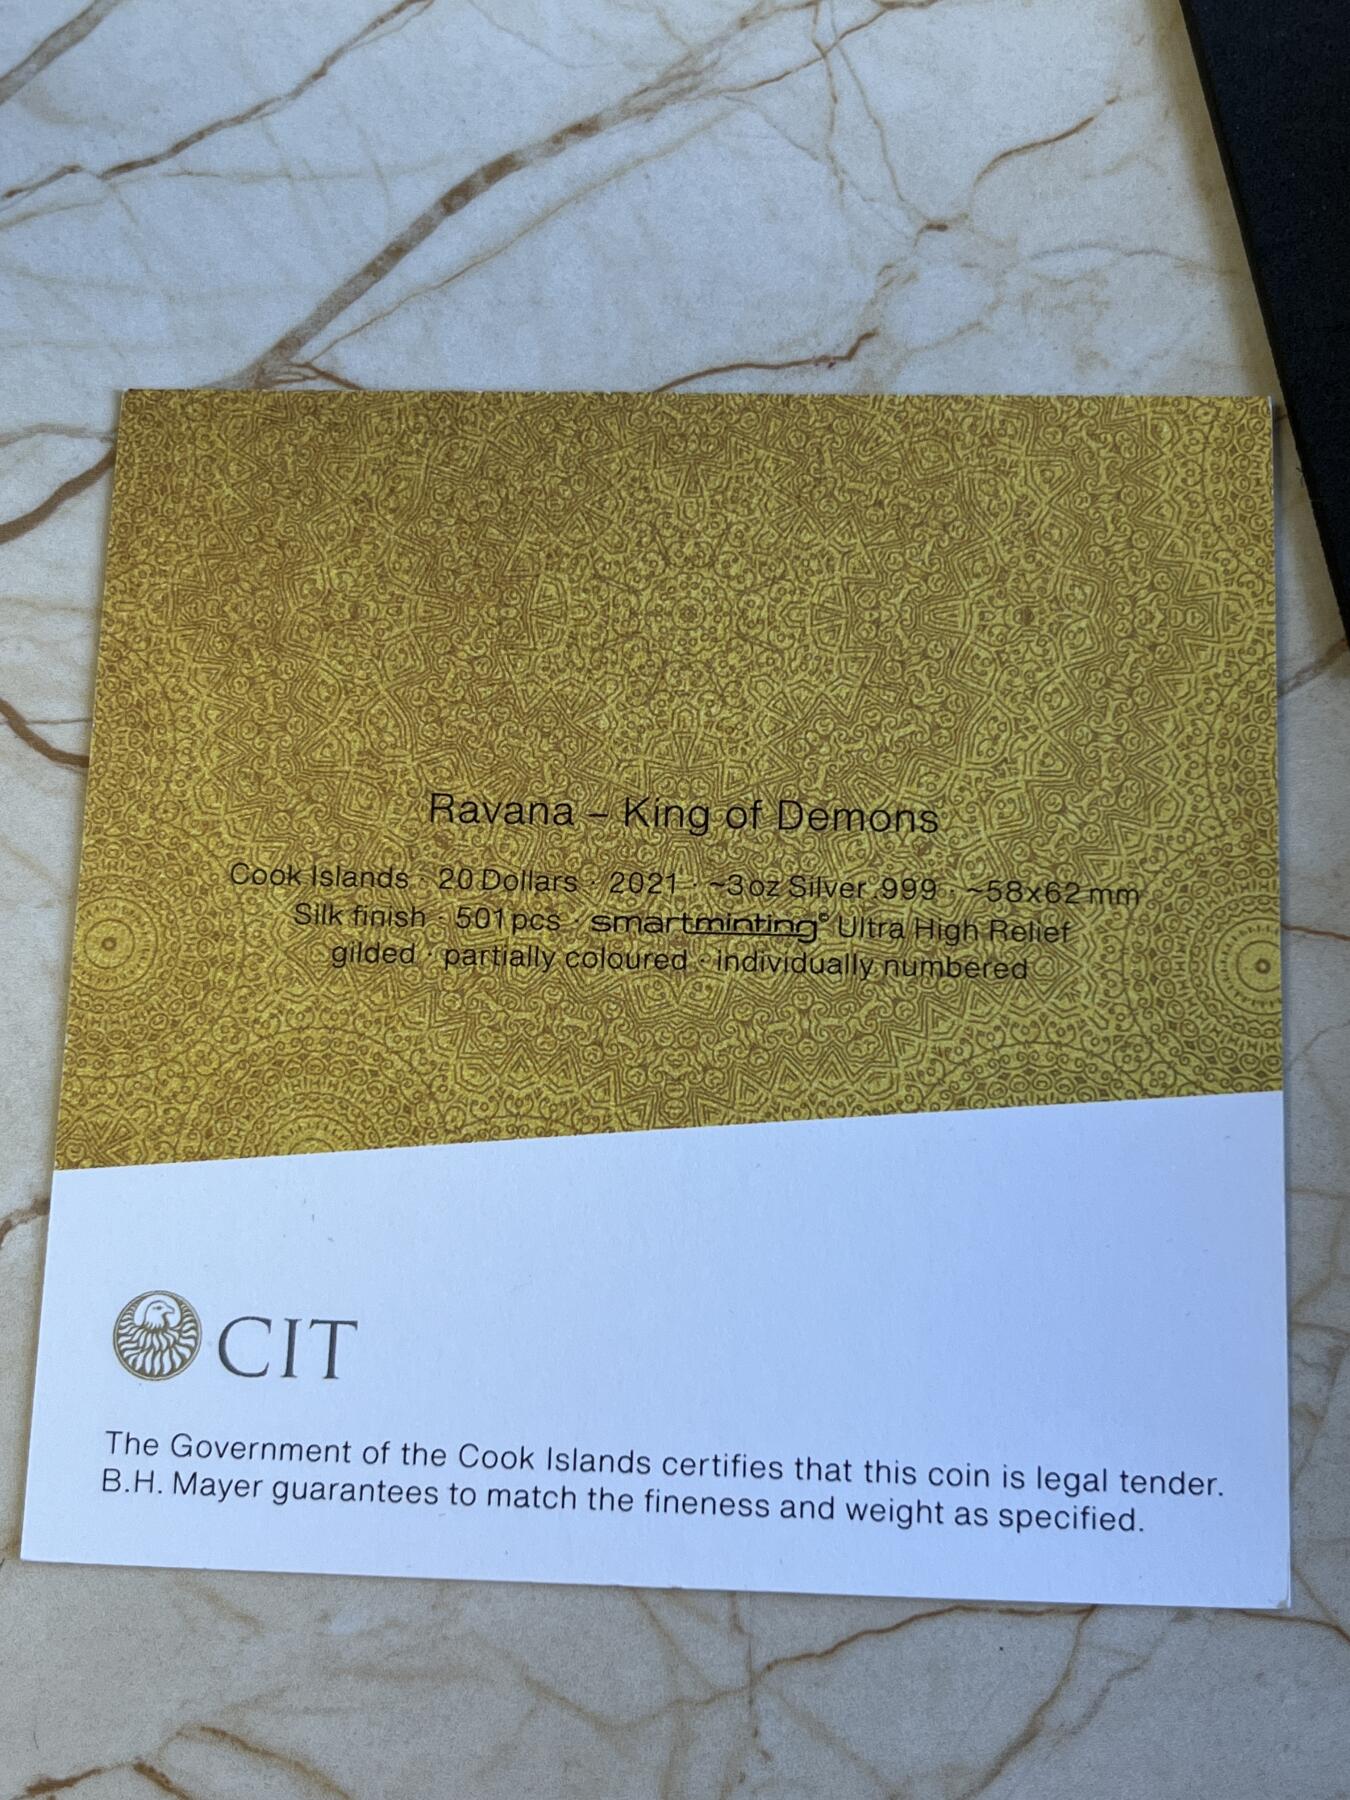 Ravana – King of Demons
Cook Islands · 20 Dollars · 2021 · ~3 oz Silver .999 · ~58x62 mm
Silk finish · 501 pcs · smartminting© Ultra High Relief
gilded · partially coloured · individually numbered
CIT
The Government of the Cook Islands certifies that this coin is legal tender.
B.H. Mayer guarantees to match the fineness and weight as specified.